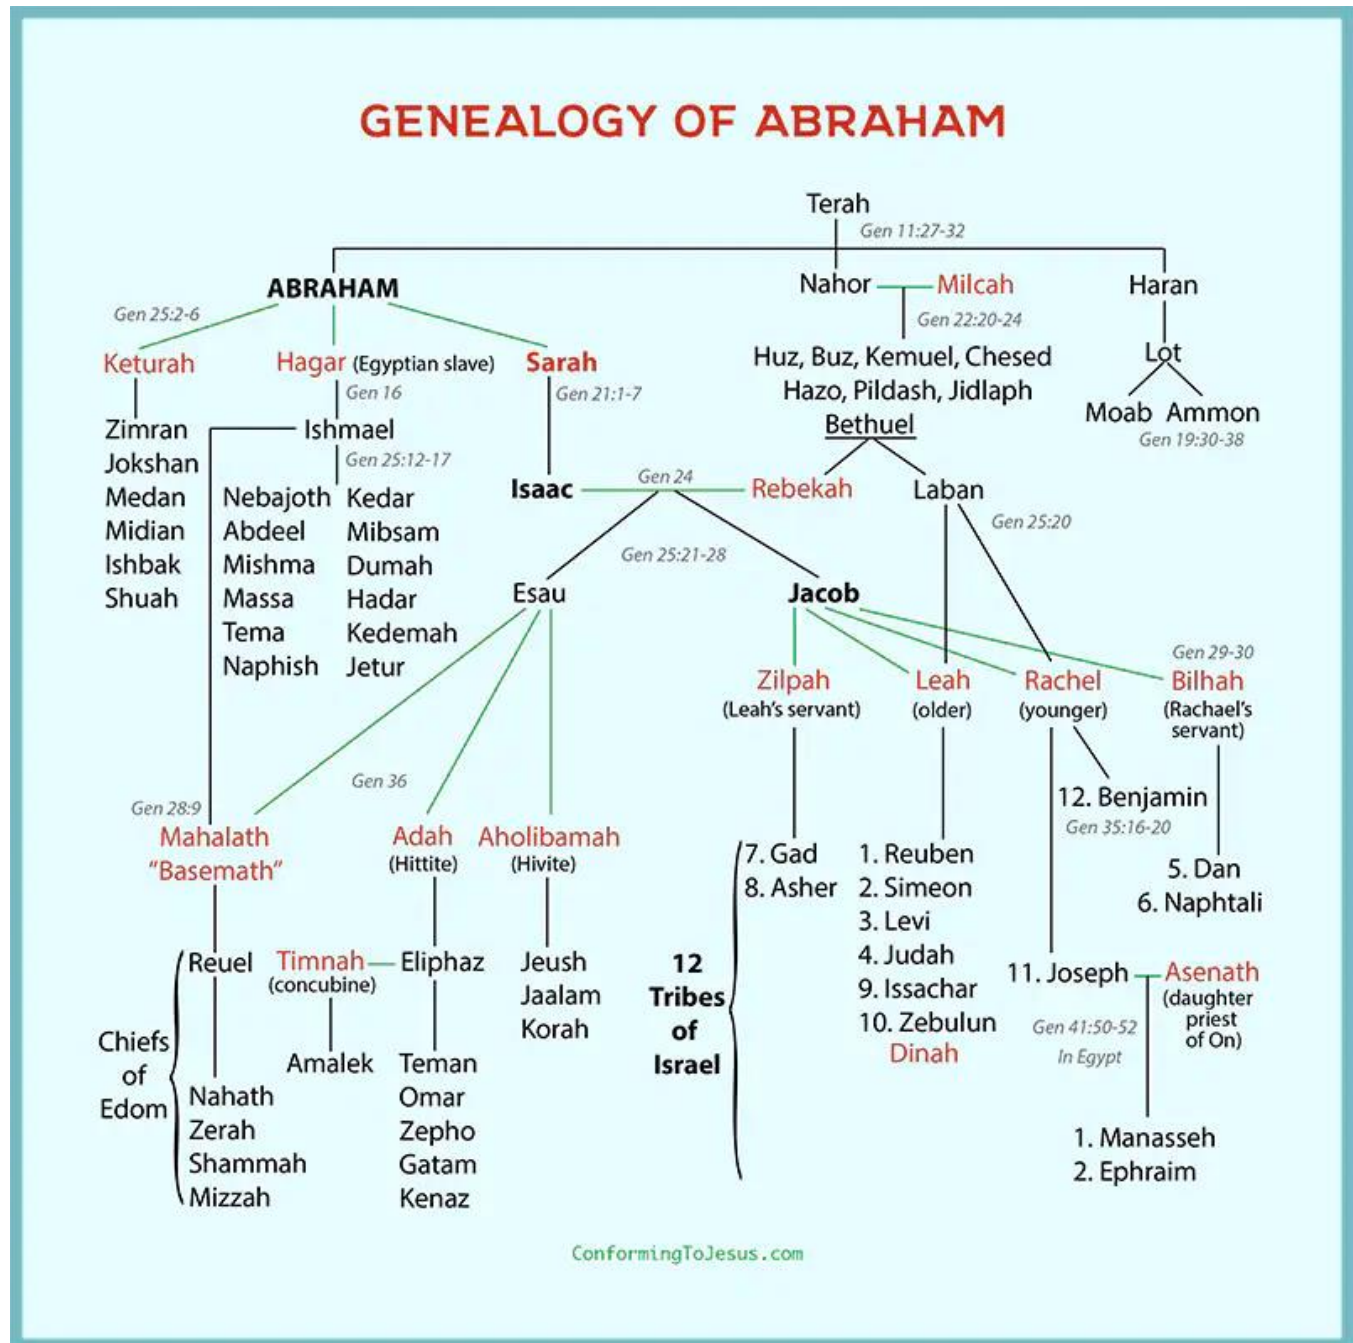 GENEALOGY OF ABRAHAM
Terah
Gen 11:27-32
ABRAHAM
Nahor
Milcah
Haran
Gen 25:2-6
Gen 22:20-24
Keturah
Hagar (Egyptian slave)
Sarah
Gen 16
Gen 21:1-7
Huz, Buz, Kemuel, Chesed
Hazo, Pildash, Jidlaph
Bethuel
Lot
Moab Ammon
Gen 19:30-38
Zimran
Jokshan
Medan
Midian
Ishbak
Shuah
Ishmael
Gen 25:12-17
Nebajoth Kedar
Abdeel Mibsam
Mishma Dumah
Massa Hadar
Tema Kedemah
Naphish Jetur
Isaac
Gen 24
Rebekah
Laban
Gen 25:20
Gen 25:21-28
Esau
Jacob
Gen 29-30
Zilpah
(Leah's servant)
Leah
(older)
Rachel
(younger)
Bilhah
(Rachael's
servant)
Gen 36
Gen 28:9
Mahalath
"Basemath"
Adah
(Hittite)
Aholibamah
(Hivite)
12. Benjamin
Gen 35:16-20
7. Gad
8. Asher
1. Reuben
2. Simeon
3. Levi
4. Judah
9. Issachar
10. Zebulun
Dinah
5. Dan
6. Naphtali
Chiefs
of
Edom
Reuel
Timnah
(concubine)
Eliphaz
Jeush
Jaalam
Korah
12
Tribes
of
Israel
11. Joseph
Asenath
(daughter
priest
of On)
Gen 41:50-52
In Egypt
Amalek
Nahath
Zerah
Shammah
Mizzah
Teman
Omar
Zepho
Gatam
Kenaz
1. Manasseh
2. Ephraim
ConformingToJesus.com